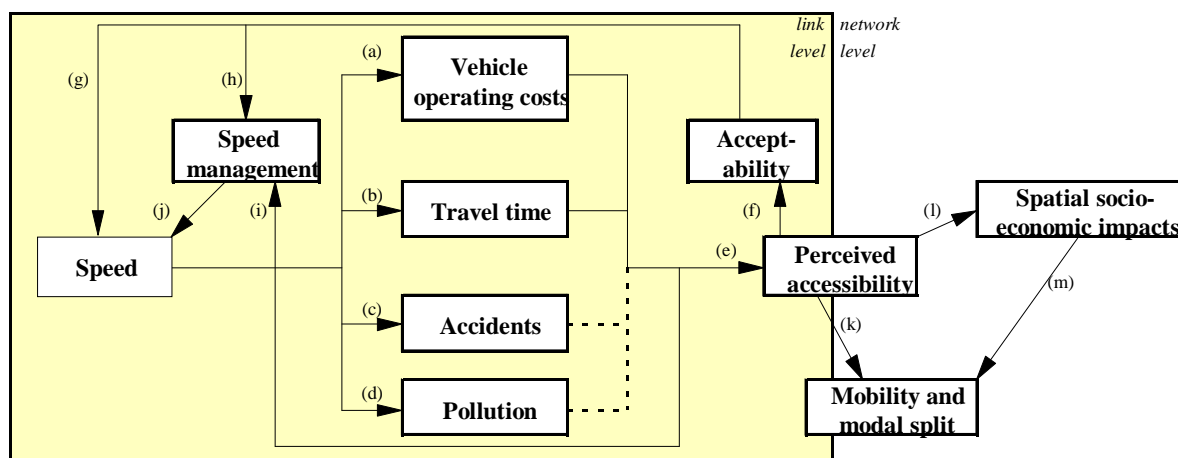 link network
level level
(a)
Vehicle
operating costs
(g)
(h)
Speed
management
Accept-
ability
(b)
Travel time
(f)
(l)
Spatial socio-
economic impacts
(j)
(i)
Speed
(e)
Perceived
accessibility
(m)
(c)
Accidents
(k)
(d)
Pollution
Mobility and
modal split